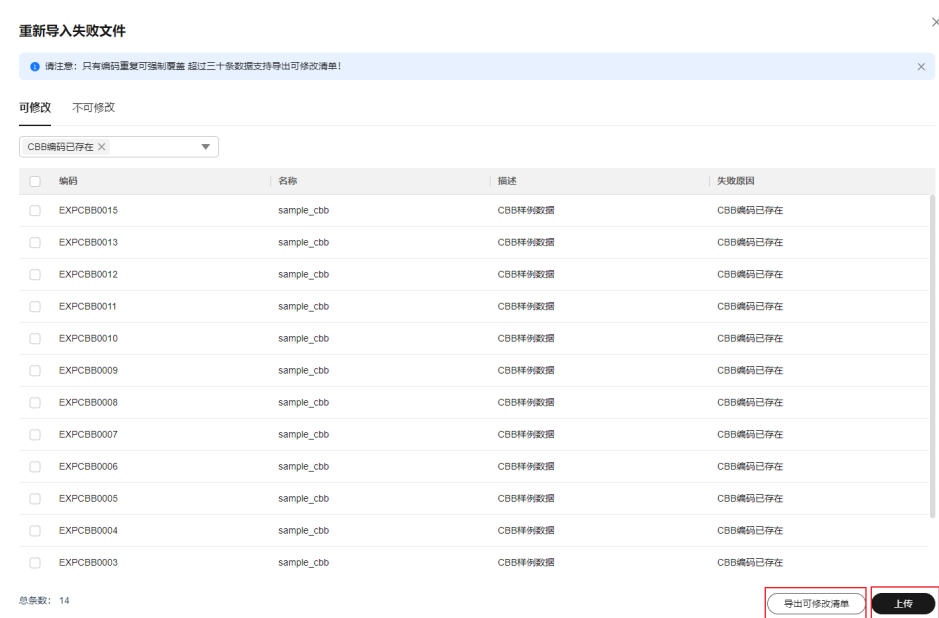 重新导入失败文件
请注意：只有编码重复可强制覆盖 超过三十条数据支持导出可修改清单！
可修改 不可修改
CBB编码已存在
编码 名称 描述 失败原因
EXPCBB0015 sample_cbb CBB样例数据 CBB编码已存在
EXPCBB0013 sample_cbb CBB样例数据 CBB编码已存在
EXPCBB0012 sample_cbb CBB样例数据 CBB编码已存在
EXPCBB0011 sample_cbb CBB样例数据 CBB编码已存在
EXPCBB0010 sample_cbb CBB样例数据 CBB编码已存在
EXPCBB0009 sample_cbb CBB样例数据 CBB编码已存在
EXPCBB0008 sample_cbb CBB样例数据 CBB编码已存在
EXPCBB0007 sample_cbb CBB样例数据 CBB编码已存在
EXPCBB0006 sample_cbb CBB样例数据 CBB编码已存在
EXPCBB0005 sample_cbb CBB样例数据 CBB编码已存在
EXPCBB0004 sample_cbb CBB样例数据 CBB编码已存在
EXPCBB0003 sample_cbb CBB样例数据 CBB编码已存在
总条数： 14 导出可修改清单 上传